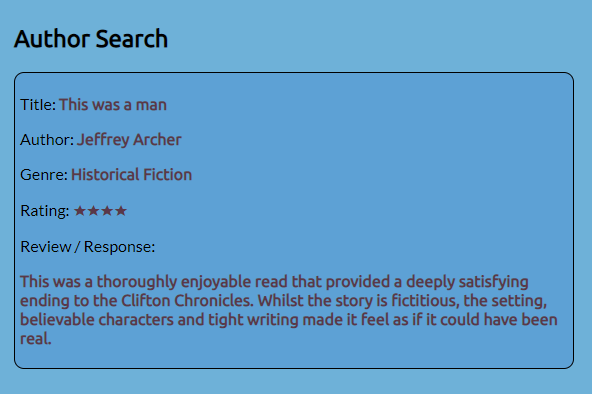 Author Search
Title: This was a man
Author: Jeffrey Archer
Genre: Historical Fiction
Rating: ★★★★
Review / Response:
This was a thoroughly enjoyable read that provided a deeply satisfying
ending to the Clifton Chronicles. Whilst the story is fictitious, the setting,
believable characters and tight writing made it feel as if it could have been
real.